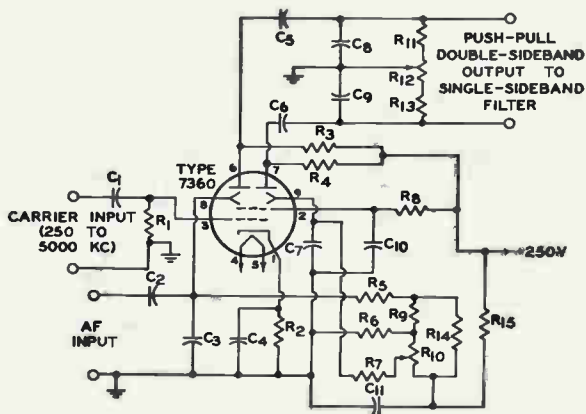 C5
C8
R11
PUSH-PULL
DOUBLE-SIDEBAND
OUTPUT TO
SINGLE-SIDEBAND
FILTER
R12
C9
R13
C6
R3
TYPE
7360
6
7
R4
C1
8
9
2
R8
CARRIER INPUT
(250 TO
5000 KC)
R1
3
C7
C10
250V
4
5
1
C2
R5
AF
INPUT
R9
R6
R14
R15
C3
C4
R2
R10
R7
C11